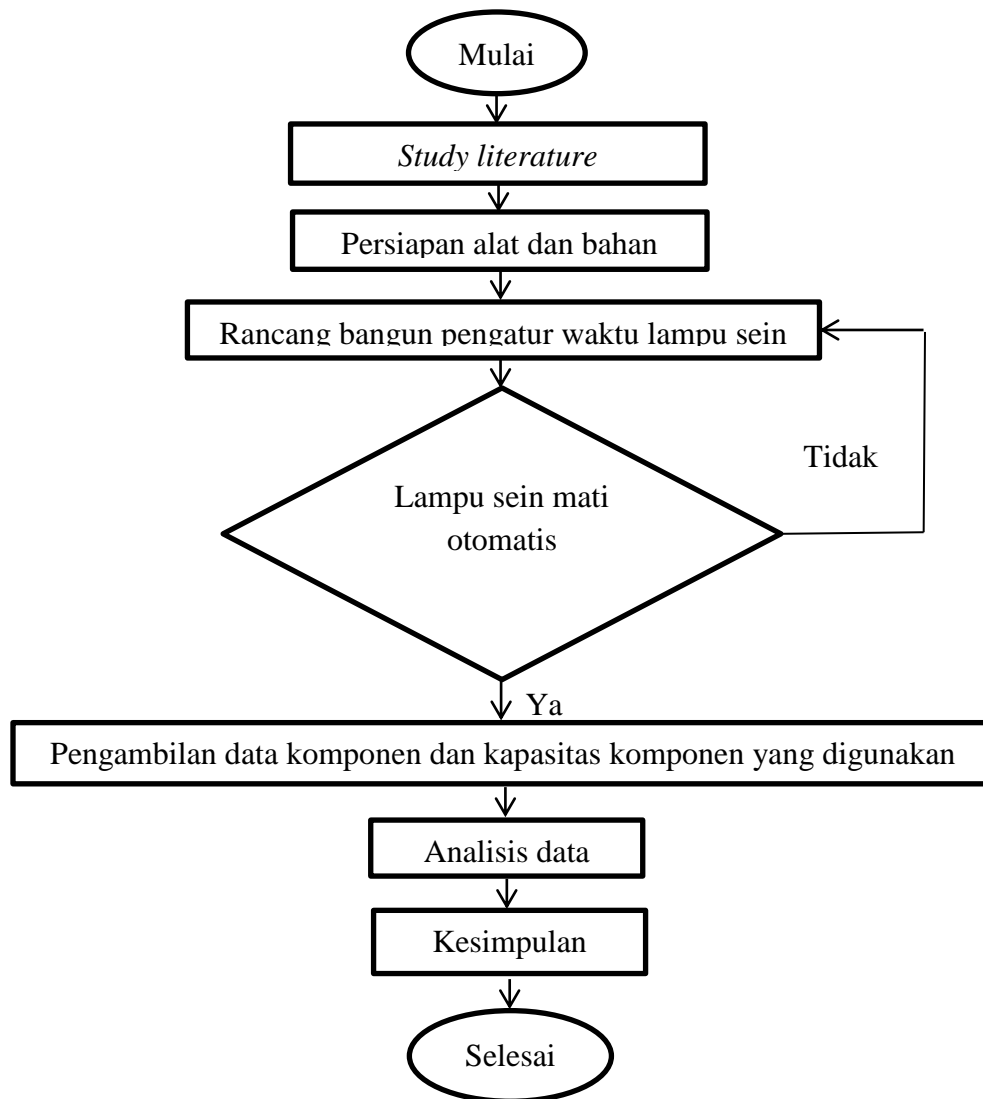 Mulai
Study literature
Persiapan alat dan bahan
Rancang bangun pengatur waktu lampu sein
Tidak
Lampu sein mati
otomatis
Ya
Pengambilan data komponen dan kapasitas komponen yang digunakan
Analisis data
Kesimpulan
Selesai